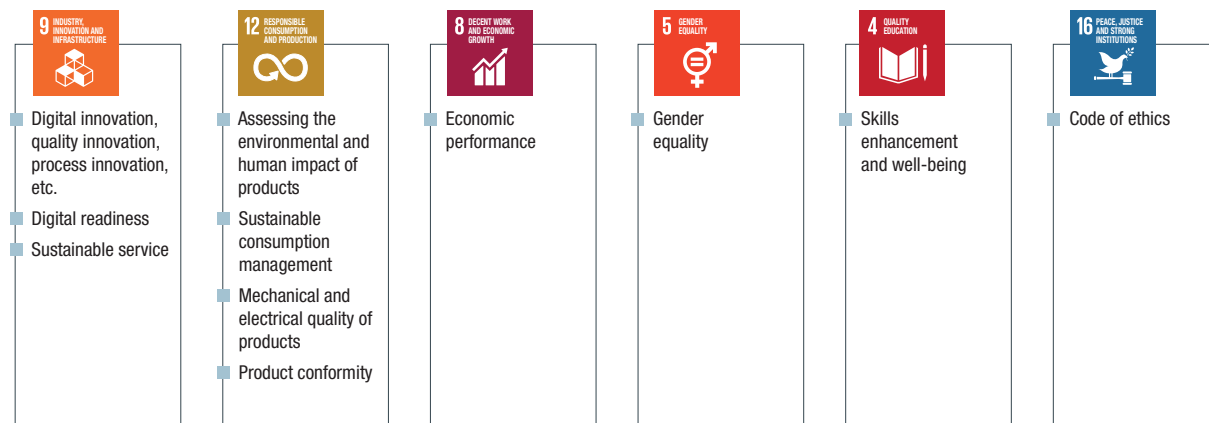 9 INDUSTRY,
INNOVATION AND
INFRASTRUCTURE
Digital innovation,
quality innovation,
process innovation,
etc.
Digital readiness
Sustainable service
12 RESPONSIBLE
CONSUMPTION
AND PRODUCTION
Assessing the
environmental and
human impact of
products
Sustainable
consumption
management
Mechanical and
electrical quality of
products
Product conformity
8 DECENT WORK
AND ECONOMIC
GROWTH
Economic
performance
5 GENDER
EQUALITY
Gender
equality
4 QUALITY
EDUCATION
Skills
enhancement
and well-being
16 PEACE, JUSTICE
AND STRONG
INSTITUTIONS
Code of ethics